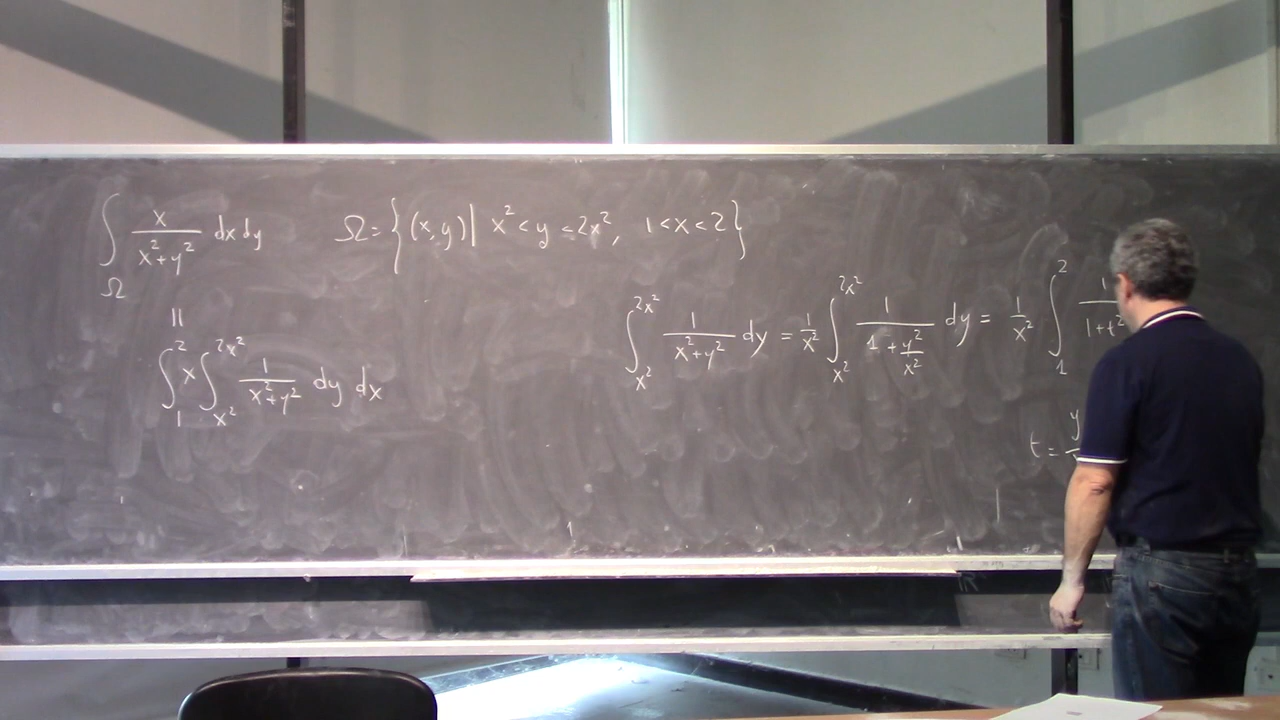 ∫_Ω x/(x²+y²) dx dy   Ω = {(x,y) | x² < y < 2x², 1 < x < 2}
||
∫_1^2 x ∫_{x²}^{2x²} 1/(x²+y²) dy dx
∫_{x²}^{2x²} 1/(x²+y²) dy = 1/x² ∫_{x²}^{2x²} 1/(1+y²/x²) dy = 1/x² ∫_1^2 1/(1+t²
t = y